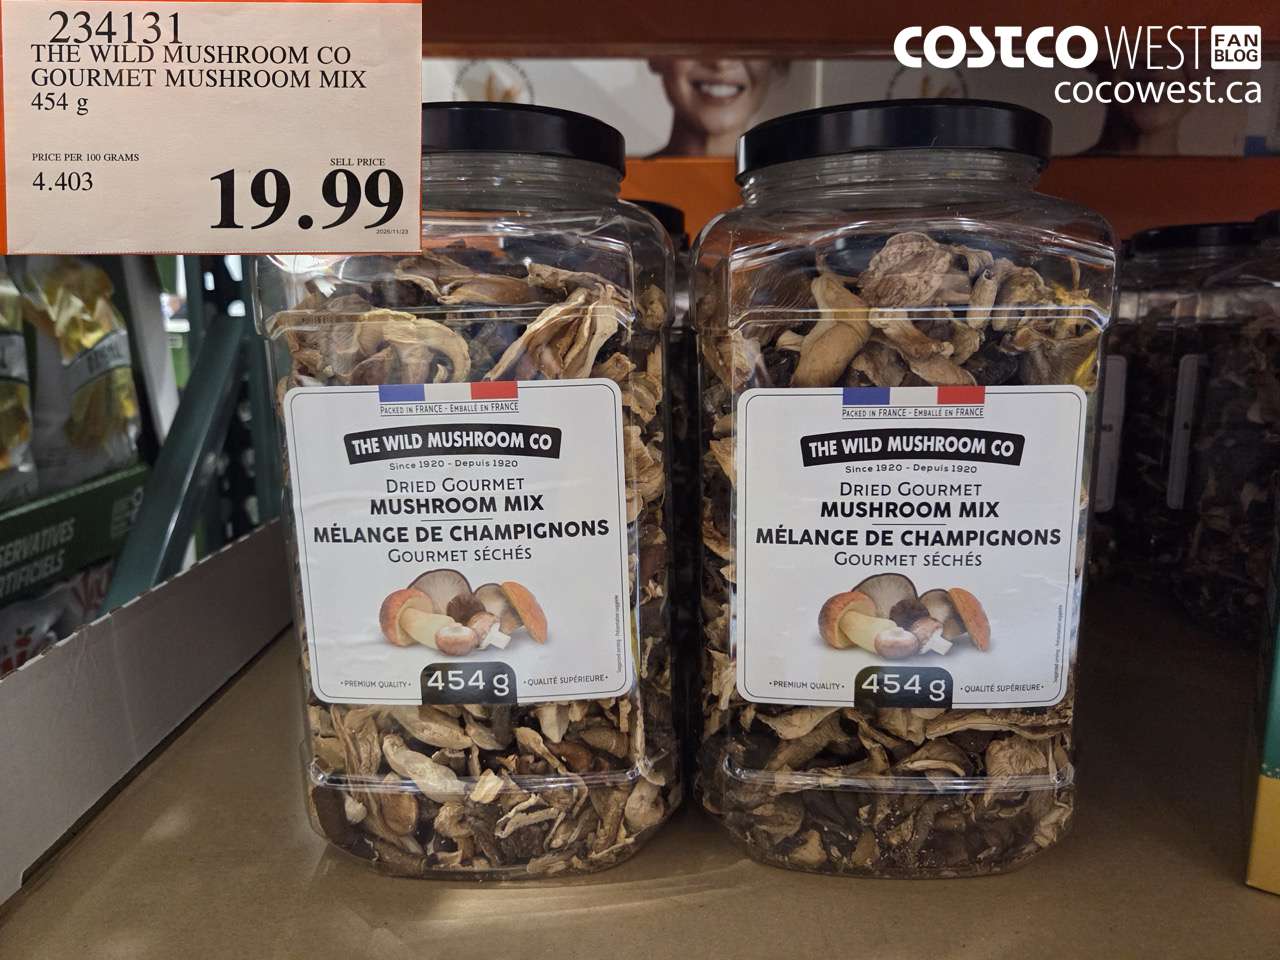 234131
THE WILD MUSHROOM CO
GOURMET MUSHROOM MIX
454 g
PRICE PER 100 GRAMS
4.403
SELL PRICE
19.99
COSTCO WEST FAN BLOG
cocowest.ca
PACKED IN FRANCE - EMBALLÉ EN FRANCE
THE WILD MUSHROOM CO
Since 1920 - Depuis 1920
DRIED GOURMET
MUSHROOM MIX
MÉLANGE DE CHAMPIGNONS
GOURMET SÉCHÉS
• PREMIUM QUALITY •
454 g
• QUALITÉ SUPÉRIEURE •
PACKED IN FRANCE - EMBALLÉ EN FRANCE
THE WILD MUSHROOM CO
Since 1920 - Depuis 1920
DRIED GOURMET
MUSHROOM MIX
MÉLANGE DE CHAMPIGNONS
GOURMET SÉCHÉS
• PREMIUM QUALITY •
454 g
• QUALITÉ SUPÉRIEURE •